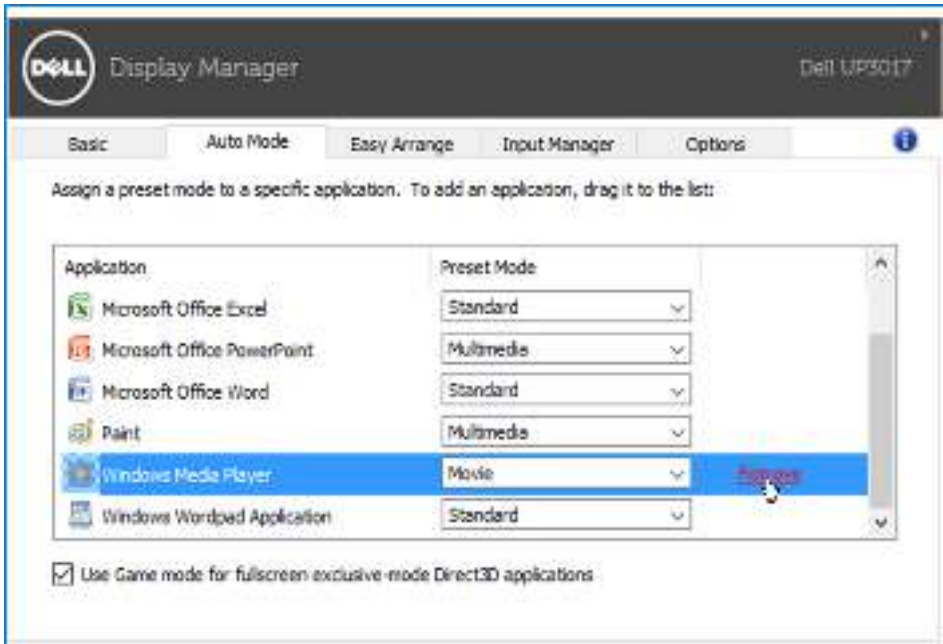 DELL Display Manager Dell UP3017
Basic Auto Mode Easy Arrange Input Manager Options
Assign a preset mode to a specific application. To add an application, drag it to the list:
Application Preset Mode
Microsoft Office Excel Standard
Microsoft Office PowerPoint Multimedia
Microsoft Office Word Standard
Paint Multimedia
Windows Media Player Movie
Windows Wordpad Application Standard
Use Game mode for fullscreen exclusive-mode Direct3D applications